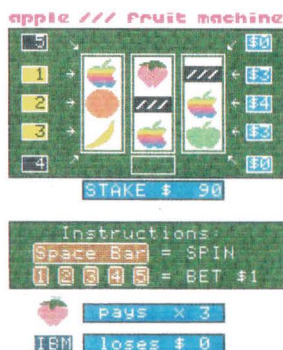 apple /// fruit machine
5 $0
1 $3
2 $4
3 $3
4 $0
STAKE $ 90
Instructions:
Space Bar = SPIN
1 2 3 4 5 = BET $1
pays x 3
IBM loses $ 0